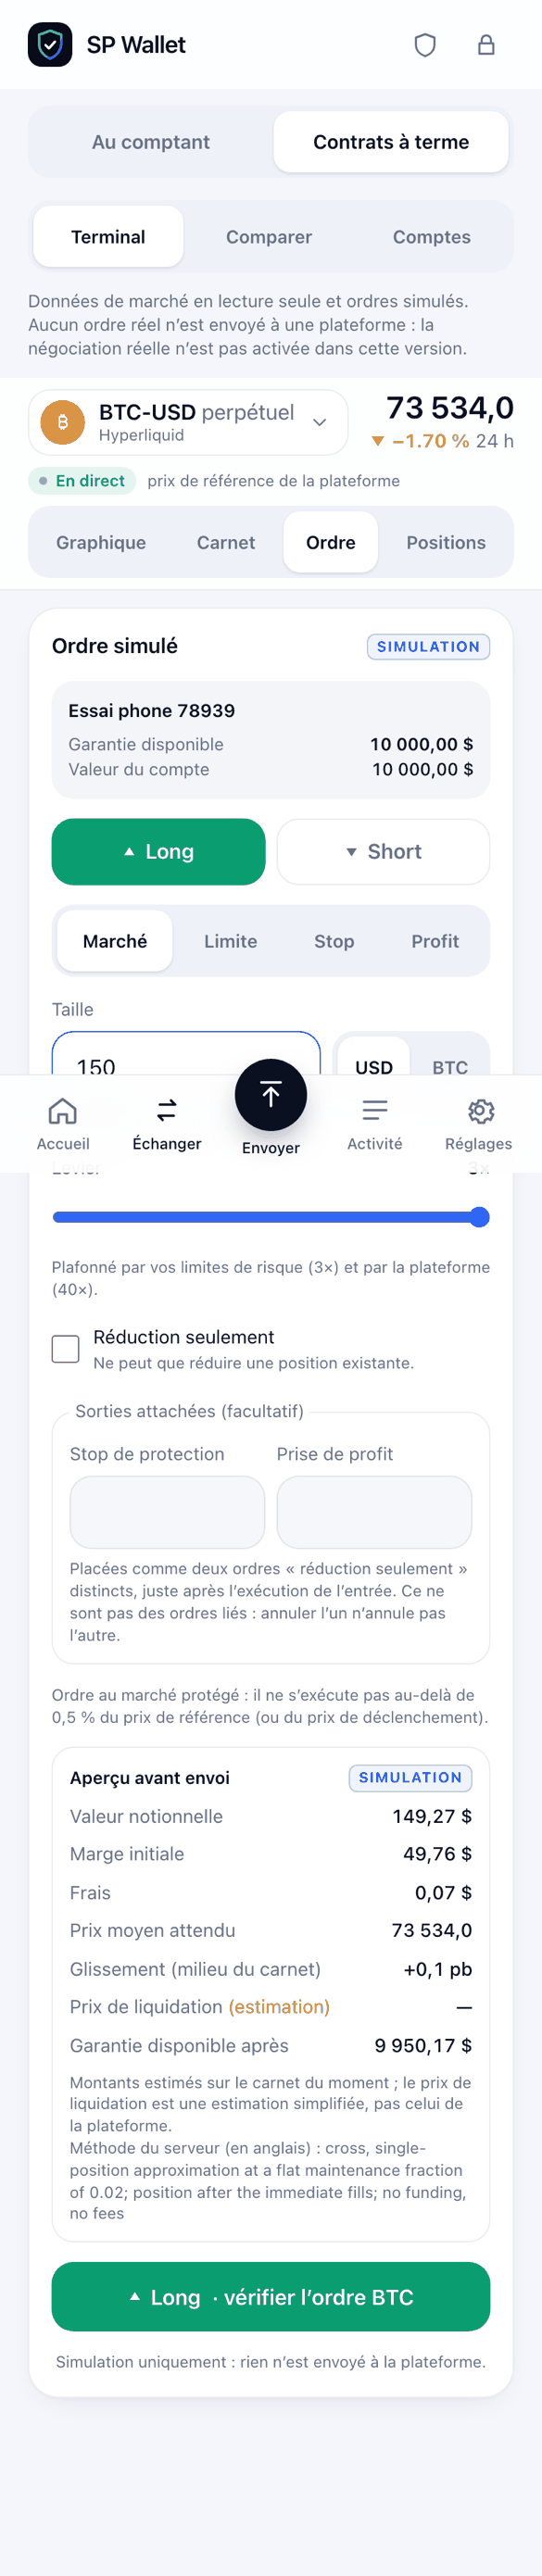 SP Wallet
Au comptant
Contrats à terme
Terminal
Comparer
Comptes
Données de marché en lecture seule et ordres simulés.
Aucun ordre réel n’est envoyé à une plateforme : la
négociation réelle n’est pas activée dans cette version.
BTC-USD perpétuel
Hyperliquid
73 534,0
▼ −1.70 % 24 h
En direct
prix de référence de la plateforme
Graphique
Carnet
Ordre
Positions
Ordre simulé
SIMULATION
Essai phone 78939
Garantie disponible
10 000,00 $
Valeur du compte
10 000,00 $
▲ Long
▼ Short
Marché
Limite
Stop
Profit
Taille
150
USD
BTC
Accueil
Échanger
Envoyer
Activité
Réglages
Levier
3×
Plafonné par vos limites de risque (3×) et par la plateforme
(40×).
Réduction seulement
Ne peut que réduire une position existante.
Sorties attachées (facultatif)
Stop de protection
Prise de profit
Placées comme deux ordres « réduction seulement »
distincts, juste après l’exécution de l’entrée. Ce ne
sont pas des ordres liés : annuler l’un n’annule pas
l’autre.
Ordre au marché protégé : il ne s’exécute pas au-delà de
0,5 % du prix de référence (ou du prix de déclenchement).
Aperçu avant envoi
SIMULATION
Valeur notionnelle
149,27 $
Marge initiale
49,76 $
Frais
0,07 $
Prix moyen attendu
73 534,0
Glissement (milieu du carnet)
+0,1 pb
Prix de liquidation (estimation)
—
Garantie disponible après
9 950,17 $
Montants estimés sur le carnet du moment ; le prix de
liquidation est une estimation simplifiée, pas celui de
la plateforme.
Méthode du serveur (en anglais) : cross, single-
position approximation at a flat maintenance fraction
of 0.02; position after the immediate fills; no funding,
no fees
▲ Long · vérifier l’ordre BTC
Simulation uniquement : rien n’est envoyé à la plateforme.